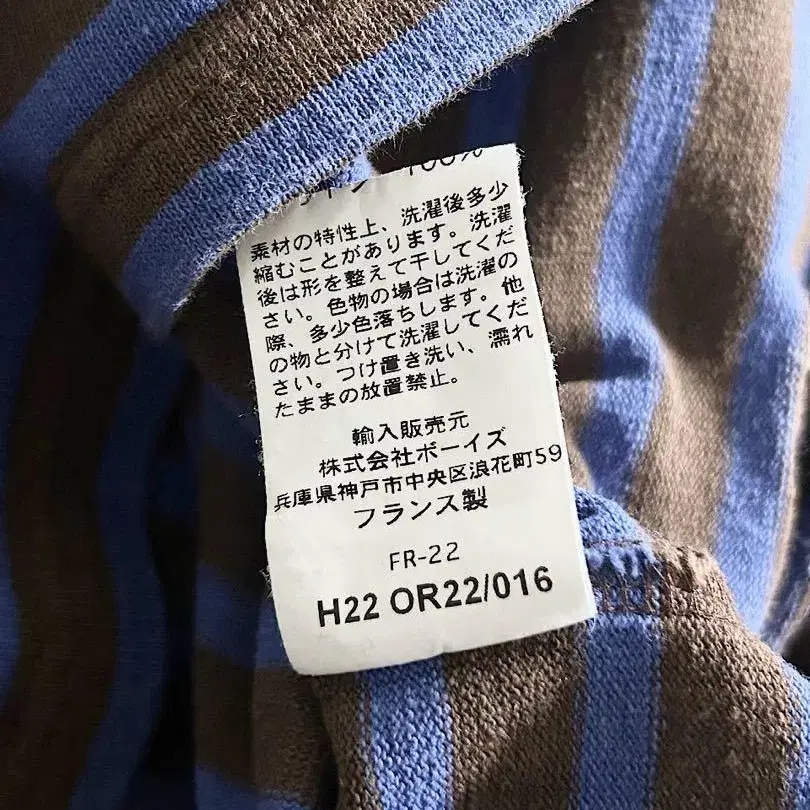 100%
素材の特性上、洗濯後多少
縮むことがあります。洗濯
後は形を整えて干してくだ
さい。色物の場合は洗濯の
際、多少色落ちします。他
の物と分けて洗濯してくだ
さい。つけ置き洗い、濡れ
たままの放置禁止。
輸入販売元
株式会社ボーイズ
兵庫県神戸市中央区浪花町59
フランス製
FR-22
H22 OR22/016